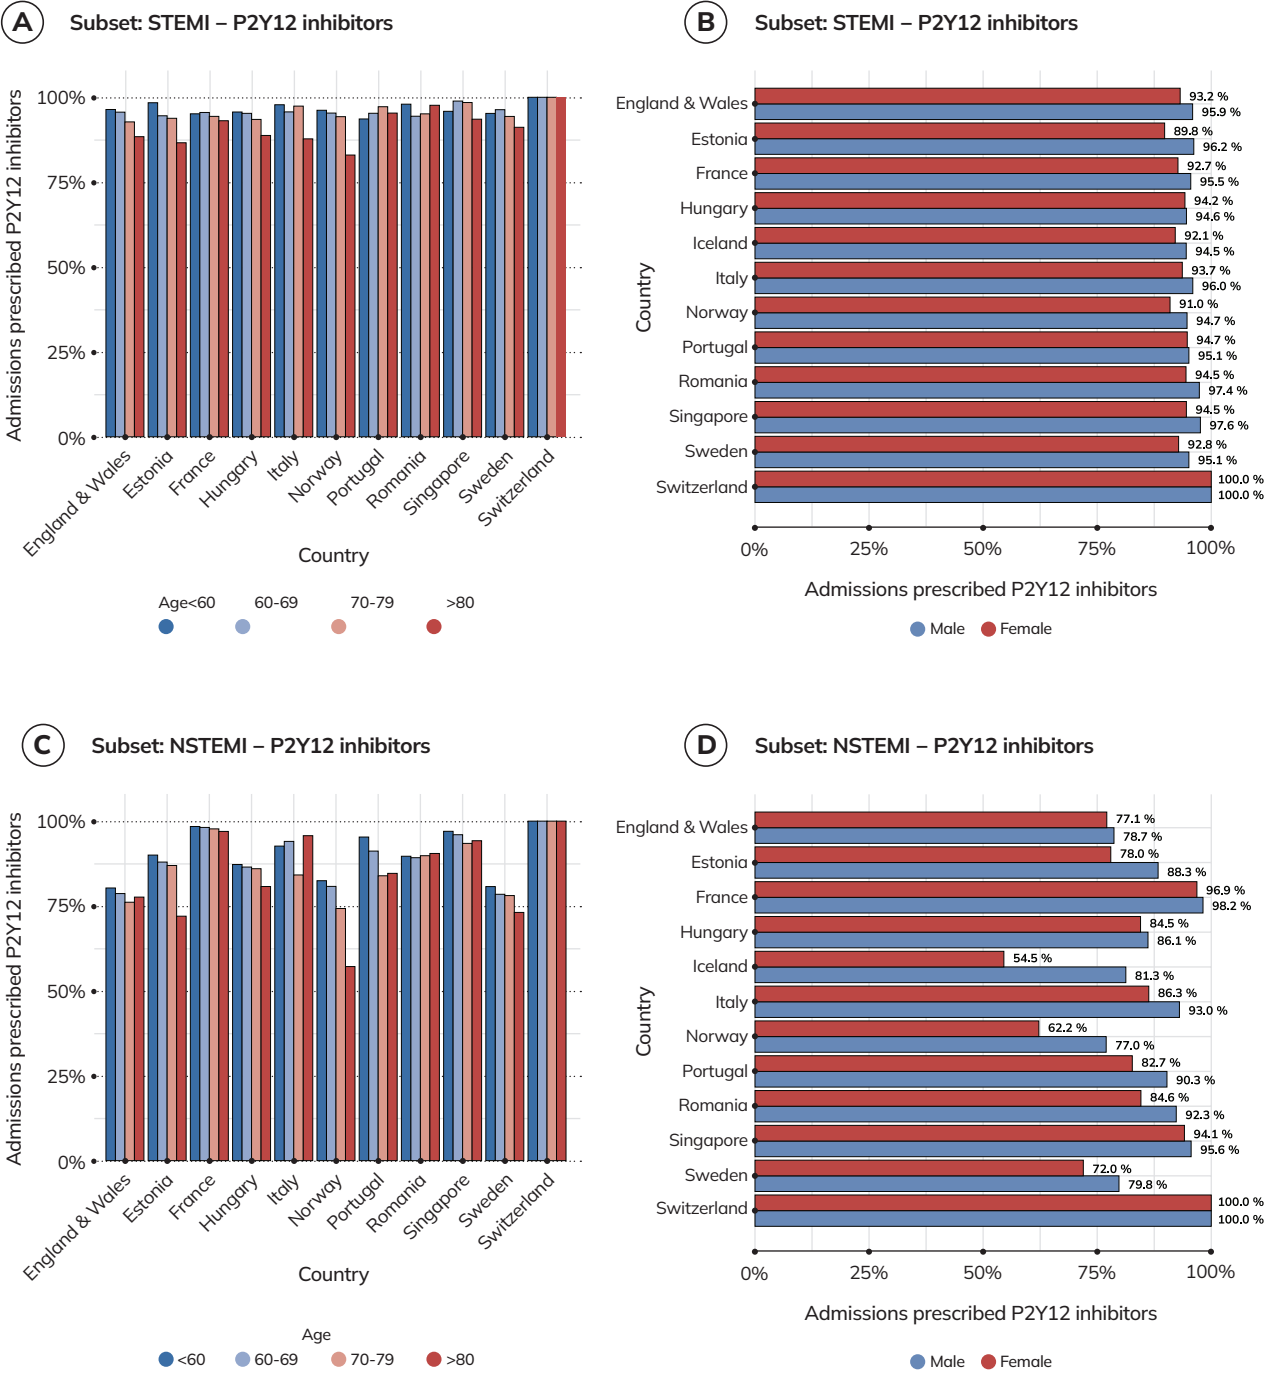 A
Subset: STEMI – P2Y12 inhibitors
Admissions prescribed P2Y12 inhibitors
100%
75%
50%
25%
0%
England & Wales
Estonia
France
Hungary
Italy
Norway
Portugal
Romania
Singapore
Sweden
Switzerland
Country
Age<60
60-69
70-79
>80
B
Subset: STEMI – P2Y12 inhibitors
Country
England & Wales
93.2 %
95.9 %
Estonia
89.8 %
96.2 %
France
92.7 %
95.5 %
Hungary
94.2 %
94.6 %
Iceland
92.1 %
94.5 %
Italy
93.7 %
96.0 %
Norway
91.0 %
94.7 %
Portugal
94.7 %
95.1 %
Romania
94.5 %
97.4 %
Singapore
94.5 %
97.6 %
Sweden
92.8 %
95.1 %
Switzerland
100.0 %
100.0 %
0%
25%
50%
75%
100%
Admissions prescribed P2Y12 inhibitors
Male
Female
C
Subset: NSTEMI – P2Y12 inhibitors
Admissions prescribed P2Y12 inhibitors
100%
75%
50%
25%
0%
England & Wales
Estonia
France
Hungary
Italy
Norway
Portugal
Romania
Singapore
Sweden
Switzerland
Country
Age
<60
60-69
70-79
>80
D
Subset: NSTEMI – P2Y12 inhibitors
Country
England & Wales
77.1 %
78.7 %
Estonia
78.0 %
88.3 %
France
96.9 %
98.2 %
Hungary
84.5 %
86.1 %
Iceland
54.5 %
81.3 %
Italy
86.3 %
93.0 %
Norway
62.2 %
77.0 %
Portugal
82.7 %
90.3 %
Romania
84.6 %
92.3 %
Singapore
94.1 %
95.6 %
Sweden
72.0 %
79.8 %
Switzerland
100.0 %
100.0 %
0%
25%
50%
75%
100%
Admissions prescribed P2Y12 inhibitors
Male
Female